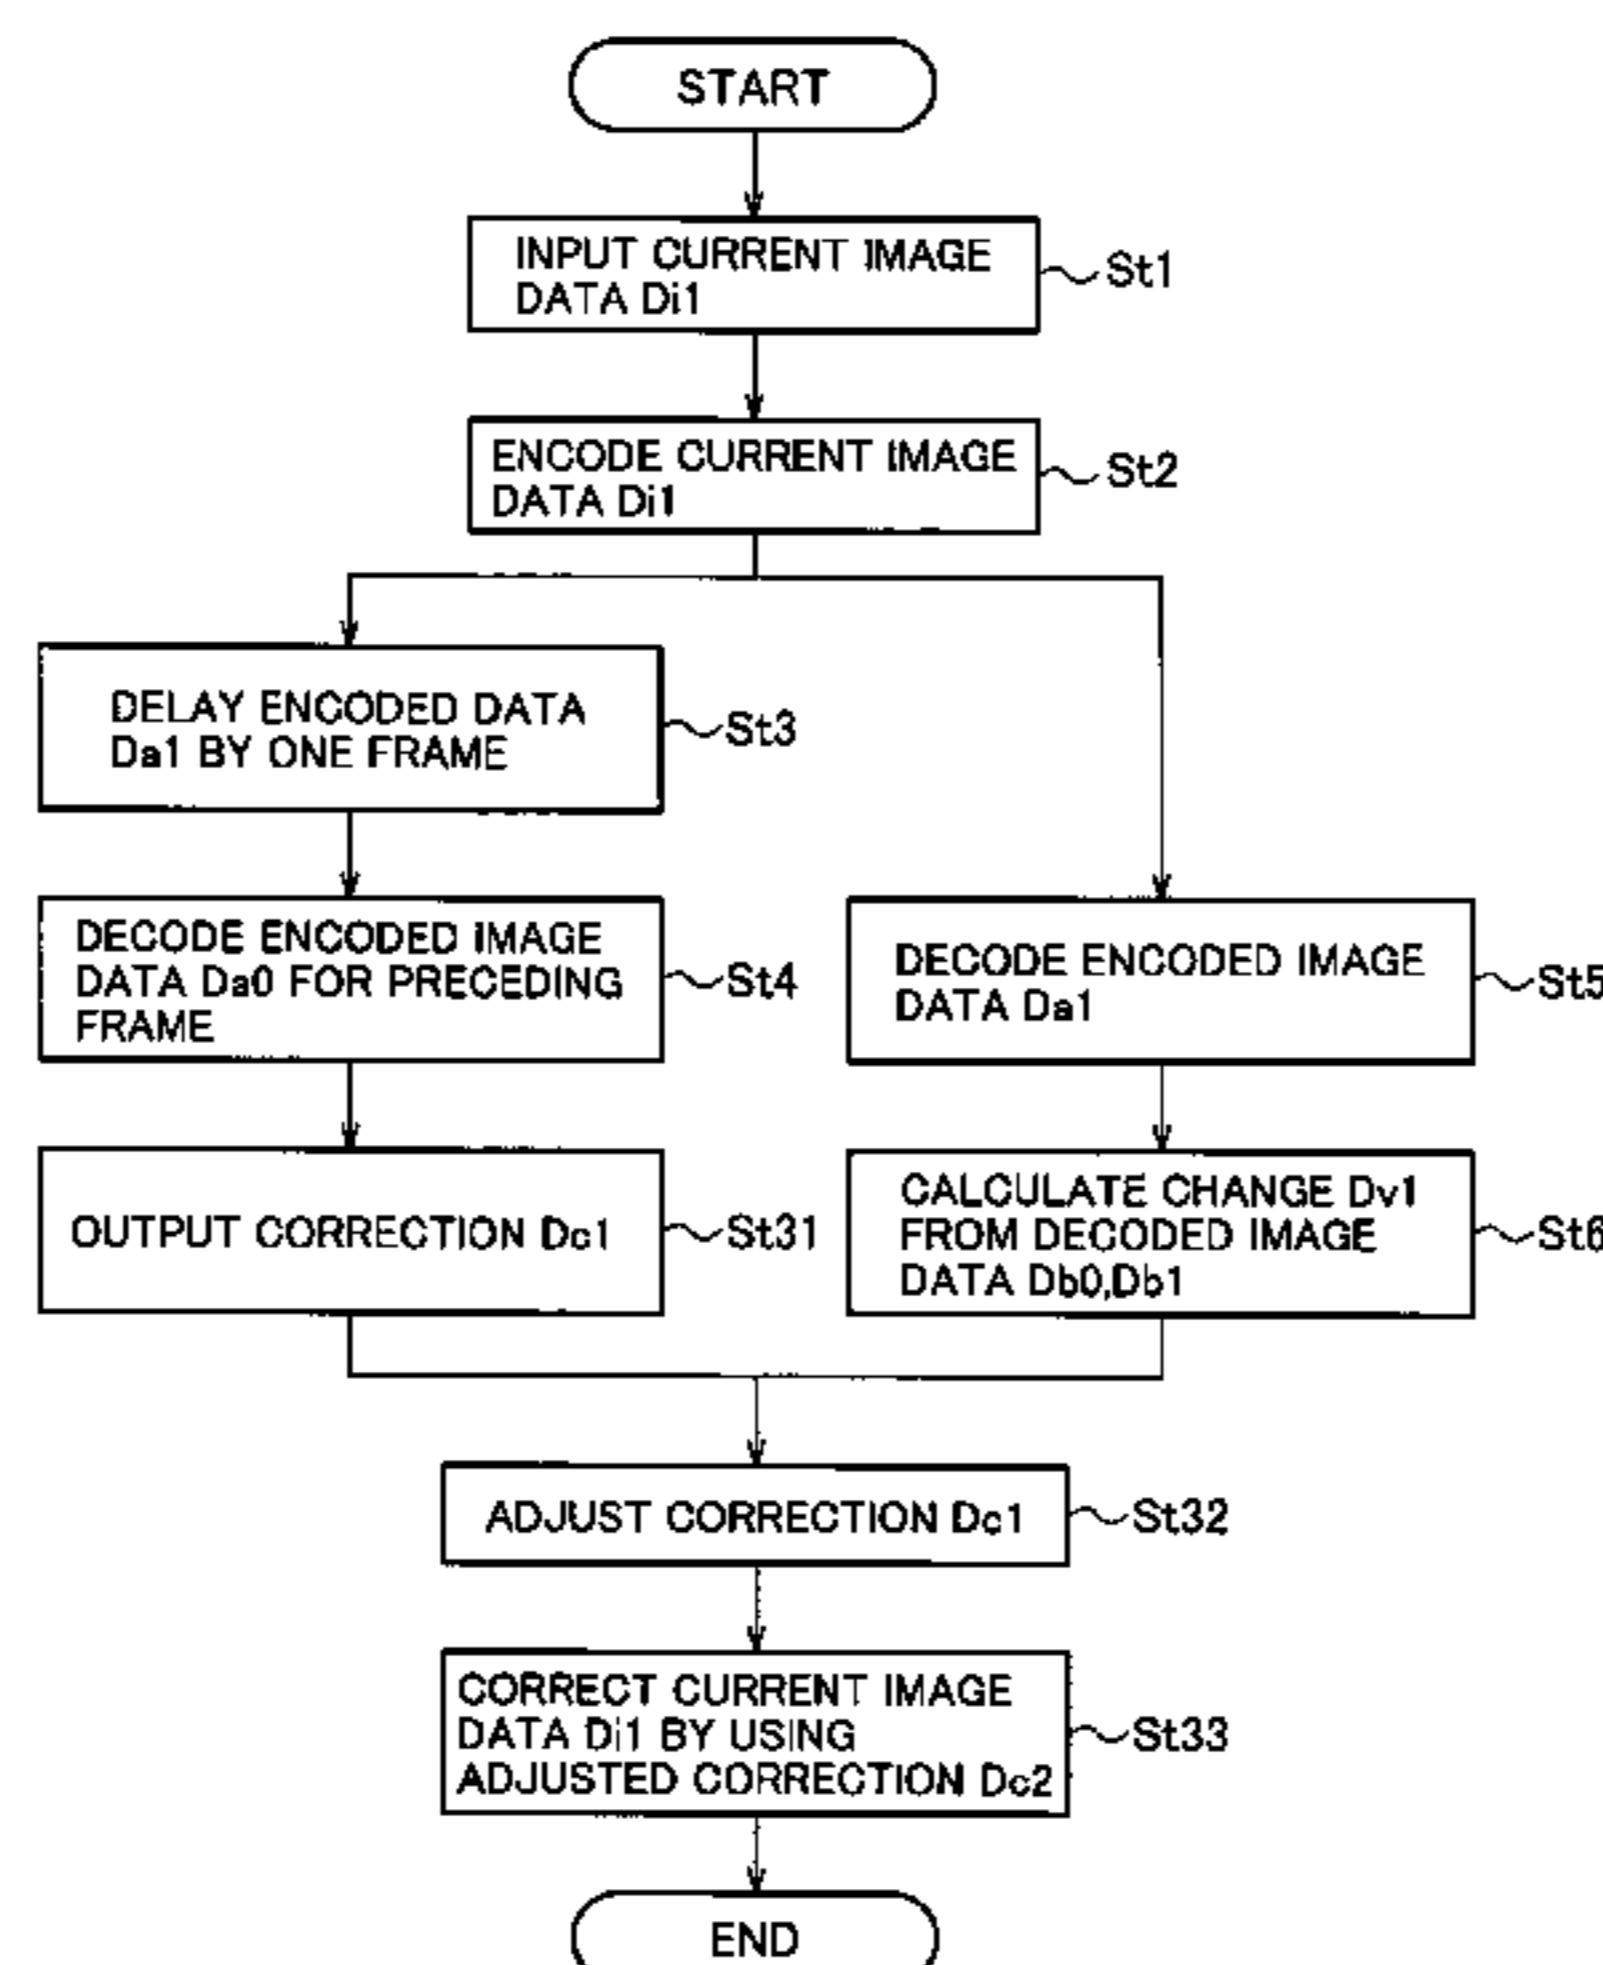 START
INPUT CURRENT IMAGE
DATA Di1
St1
ENCODE CURRENT IMAGE
DATA Di1
St2
DELAY ENCODED DATA
Da1 BY ONE FRAME
St3
DECODE ENCODED IMAGE
DATA Da0 FOR PRECEDING
FRAME
St4
DECODE ENCODED IMAGE
DATA Da1
St5
OUTPUT CORRECTION Dc1
St31
CALCULATE CHANGE Dv1
FROM DECODED IMAGE
DATA Db0,Db1
St6
ADJUST CORRECTION Dc1
St32
CORRECT CURRENT IMAGE
DATA Di1 BY USING
ADJUSTED CORRECTION Dc2
St33
END